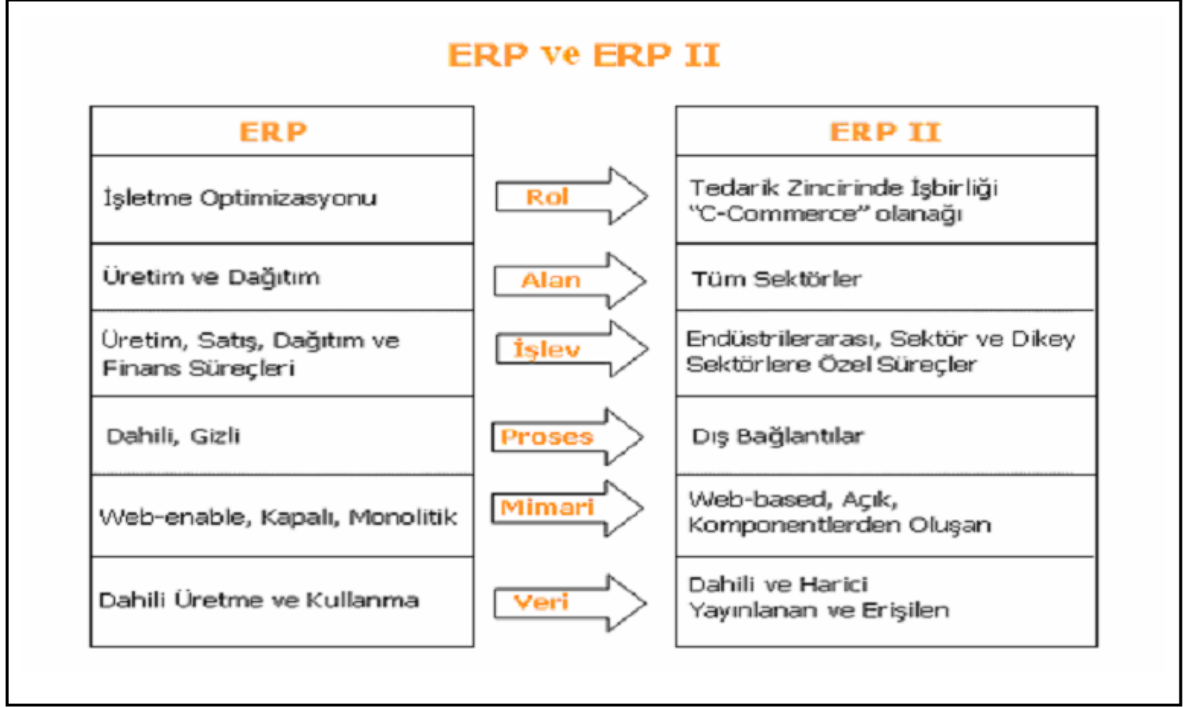 ERP ve ERP II
ERP
ERP II
İşletme Optimizasyonu
Rol
Tedarik Zincirinde İşbirliği
“C-Commerce” olanağı
Üretim ve Dağıtım
Alan
Tüm Sektörler
Üretim, Satış, Dağıtım ve
Finans Süreçleri
İşlev
Endüstrilerarası, Sektör ve Dikey
Sektörlere Özel Süreçler
Dahili, Gizli
Proses
Dış Bağlantılar
Web-enable, Kapalı, Monolitik
Mimari
Web-based, Açık,
Komponentlerden Oluşan
Dahili Üretme ve Kullanma
Veri
Dahili ve Harici
Yayınlanan ve Erişilen